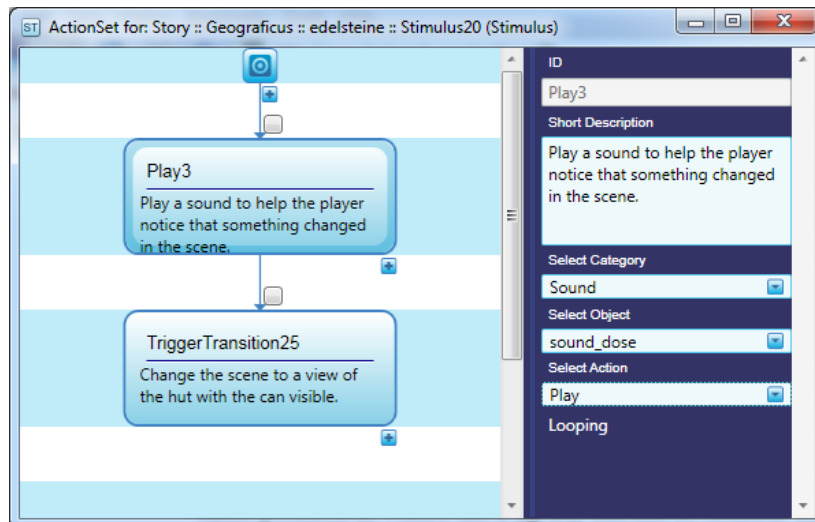 ST ActionSet for: Story :: Geograficus :: edelsteine :: Stimulus20 (Stimulus)
Play3
Play a sound to help the player
notice that something changed
in the scene.
TriggerTransition25
Change the scene to a view of
the hut with the can visible.
ID
Play3
Short Description
Play a sound to help the player
notice that something changed
in the scene.
Select Category
Sound
Select Object
sound_dose
Select Action
Play
Looping